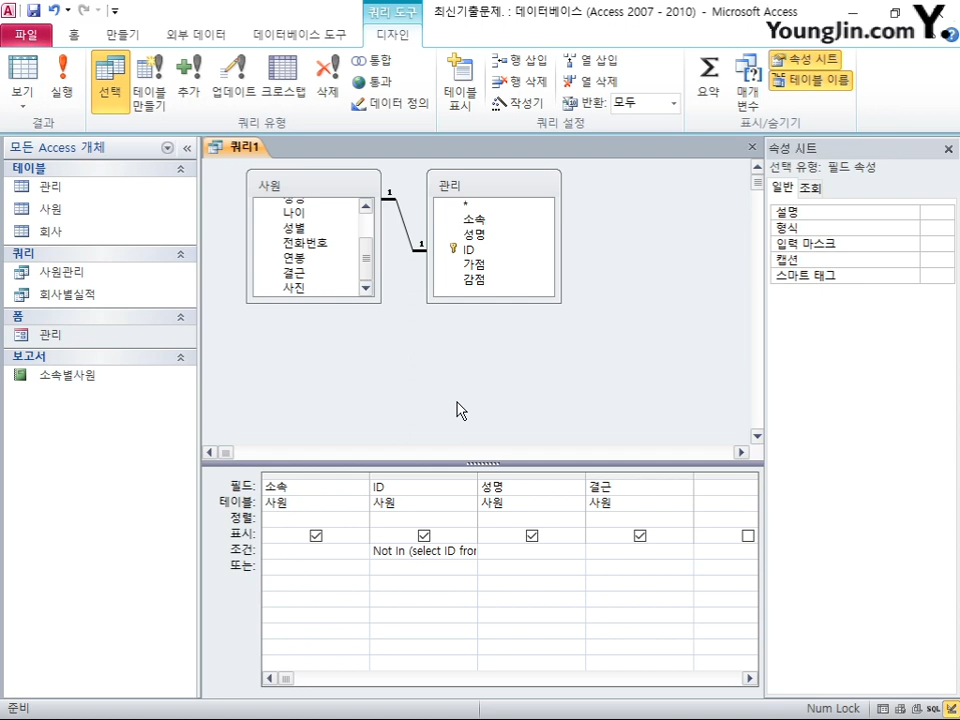 쿼리 도구
최신기출문제. : 데이터베이스 (Access 2007 - 2010) - Microsoft Access
YoungJin.com Y
파일 홈 만들기 외부 데이터 데이터베이스 도구 디자인
보기 실행 선택 테이블 만들기 추가 업데이트 크로스탭 삭제 통합 통과 데이터 정의
테이블 표시 행 삽입 행 삭제 작성기 열 삽입 열 삭제 반환: 모두
요약 매개 변수 속성 시트 테이블 이름
결과 쿼리 유형 쿼리 설정 표시/숨기기
모든 Access 개체
테이블
관리
사원
회사
쿼리
사원관리
회사별실적
폼
관리
보고서
소속별사원
쿼리1
사원
나이
성별
전화번호
연봉
결근
사진
1
1
관리
*
소속
성명
ID
가점
감점
필드: 소속 ID 성명 결근
테이블: 사원 사원 사원 사원
정렬:
표시:
조건: Not In (select ID fror
또는:
속성 시트
선택 유형: 필드 속성
일반 조회
설명
형식
입력 마스크
캡션
스마트 태그
준비
Num Lock
SQL